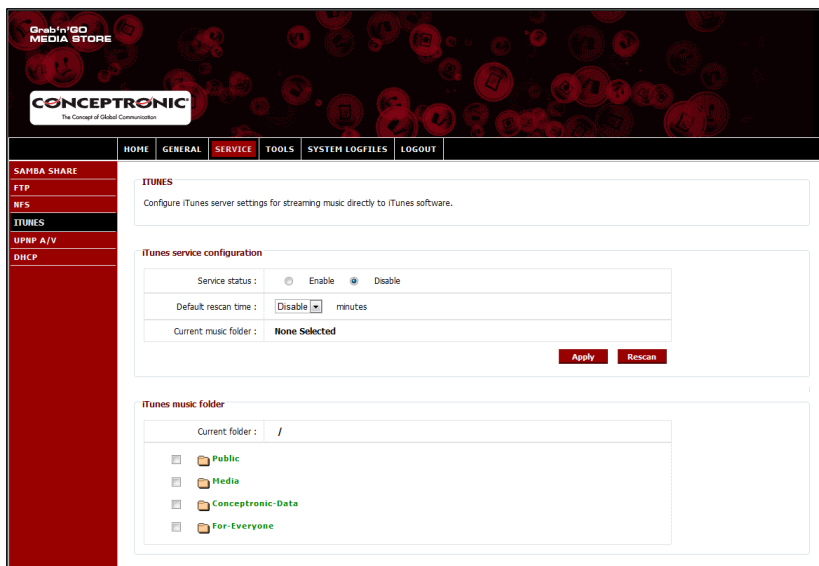 Grab'n'GO
MEDIA STORE
CONCEPTRONIC
The Concept of Global Communication
HOME GENERAL SERVICE TOOLS SYSTEM LOGFILES LOGOUT
SAMBA SHARE
FTP
NFS
ITUNES
UPNP A/V
DHCP
ITUNES
Configure iTunes server settings for streaming music directly to iTunes software.
iTunes service configuration
Service status : Enable Disable
Default rescan time : Disable minutes
Current music folder : None Selected
Apply Rescan
iTunes music folder
Current folder : /
Public
Media
Conceptronic-Data
For-Everyone